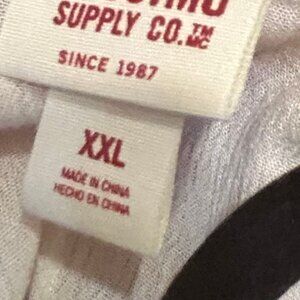 SUPPLY CO.™ MC
SINCE 1987
XXL
MADE IN CHINA
HECHO EN CHINA